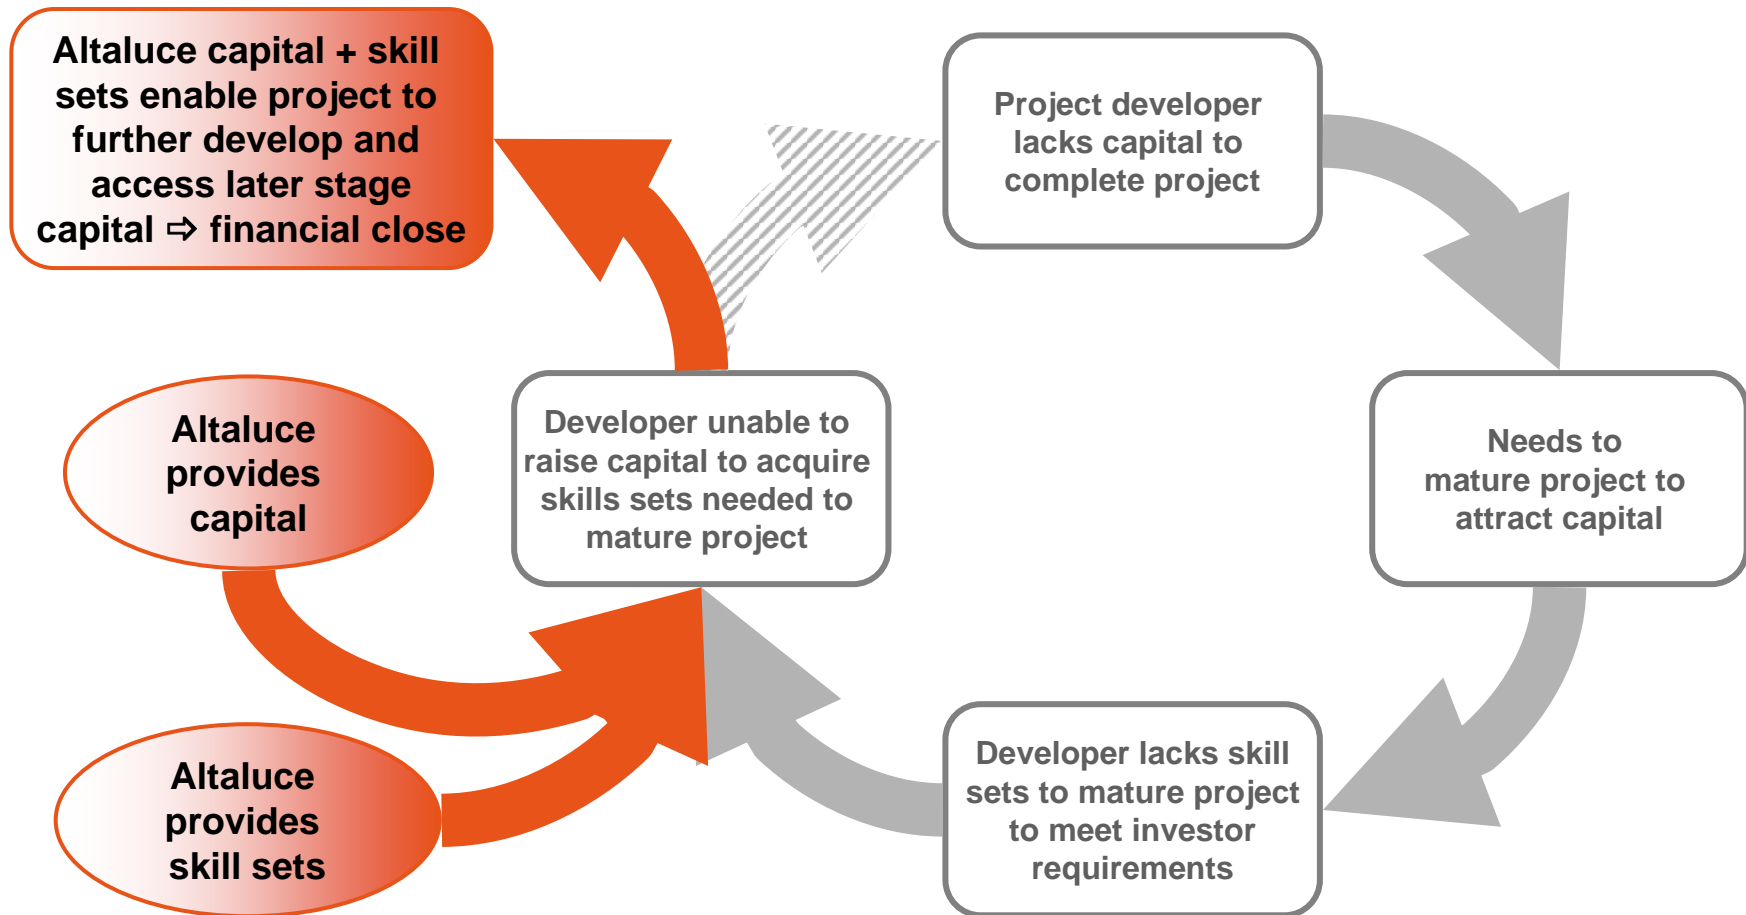 Altaluce capital + skill
sets enable project to
further develop and
access later stage
capital ⇨ financial close
Project developer
lacks capital to
complete project
Altaluce
provides
capital
Developer unable to
raise capital to acquire
skills sets needed to
mature project
Needs to
mature project to
attract capital
Altaluce
provides
skill sets
Developer lacks skill
sets to mature project
to meet investor
requirements